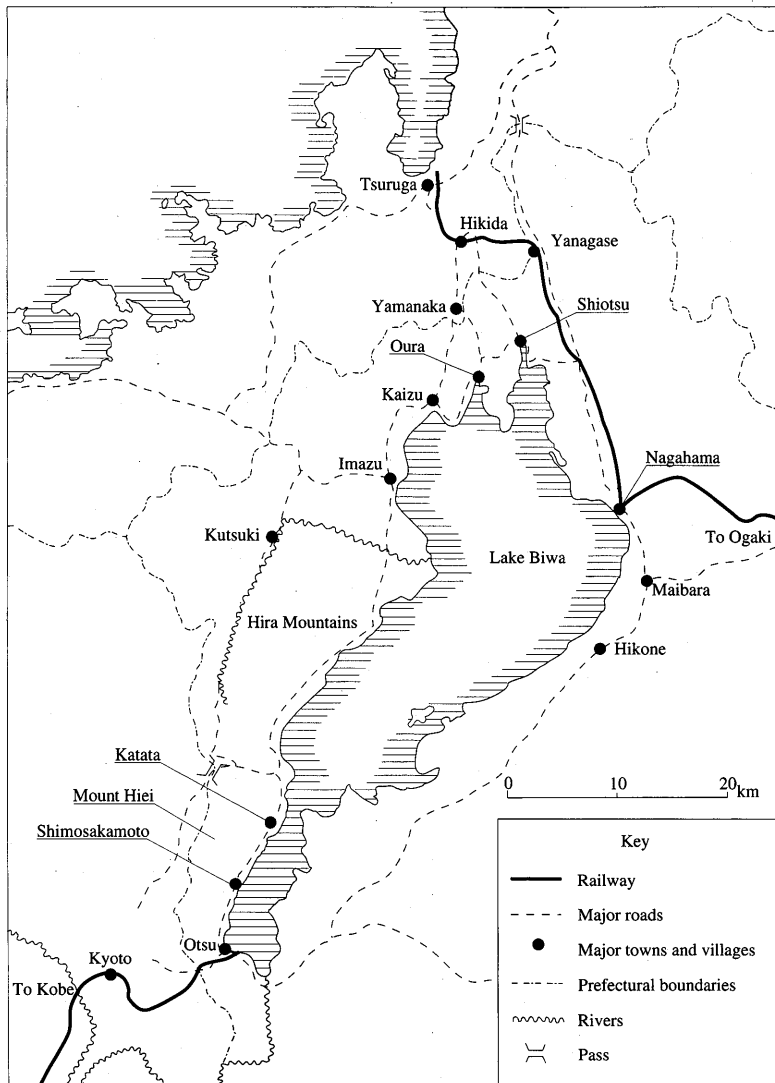 Tsuruga
Hikida
Yanagase
Yamanaka
Shiotsu
Oura
Kaizu
Imazu
Nagahama
Kutsuki
Lake Biwa
To Ogaki
Maibara
Hira Mountains
Hikone
Katata
Mount Hiei
Shimosakamoto
Otsu
Kyoto
To Kobe
0 10 20 km
Key
Railway
Major roads
Major towns and villages
Prefectural boundaries
Rivers
Pass